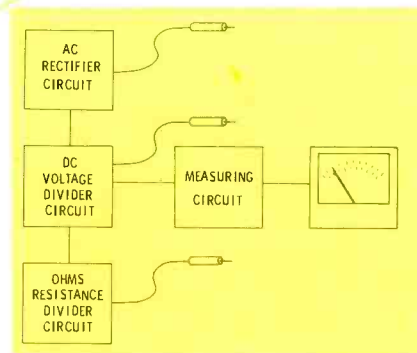 AC
RECTIFIER
CIRCUIT
DC
VOLTAGE
DIVIDER
CIRCUIT
MEASURING
CIRCUIT
OHMS
RESISTANCE
DIVIDER
CIRCUIT